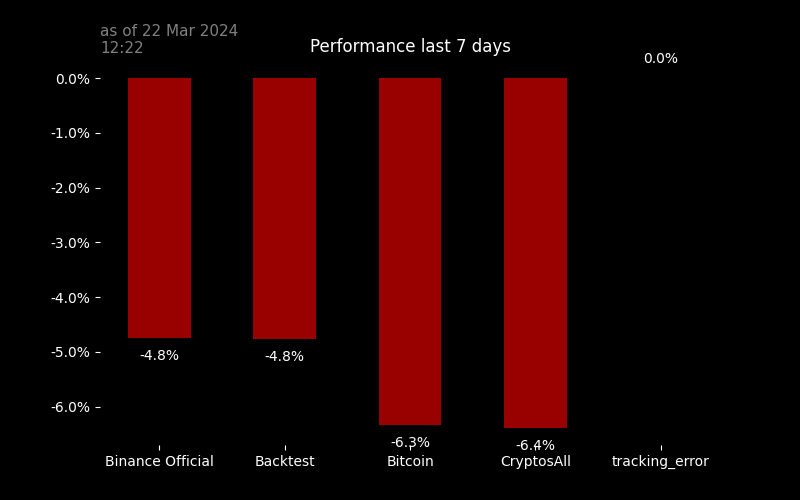 as of 22 Mar 2024
12:22
Performance last 7 days
0.0%
0.0%
-1.0%
-2.0%
-3.0%
-4.0%
-5.0%
-6.0%
-4.8%
-4.8%
-6.3%
-6.4%
Binance Official
Backtest
Bitcoin
CryptosAll
tracking_error